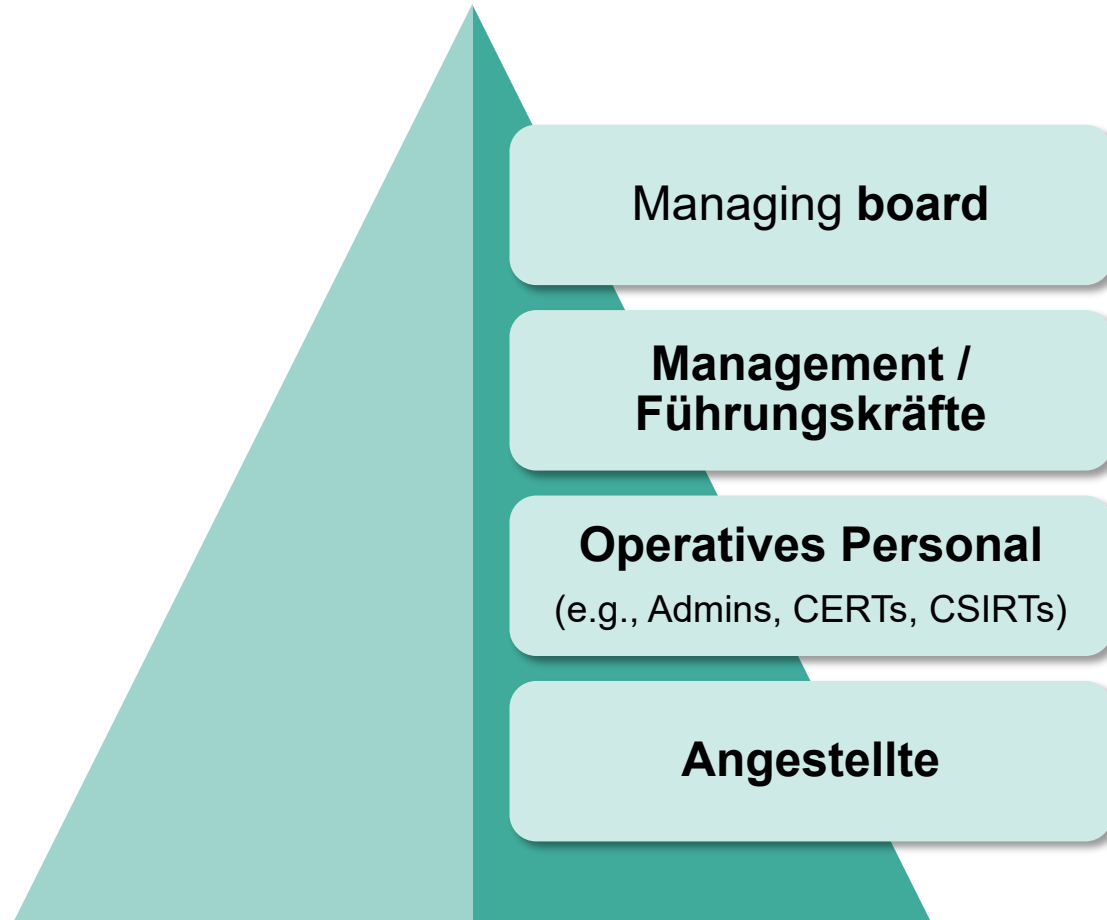 Managing board
Management /
Führungskräfte
Operatives Personal
(e.g., Admins, CERTs, CSIRTs)
Angestellte